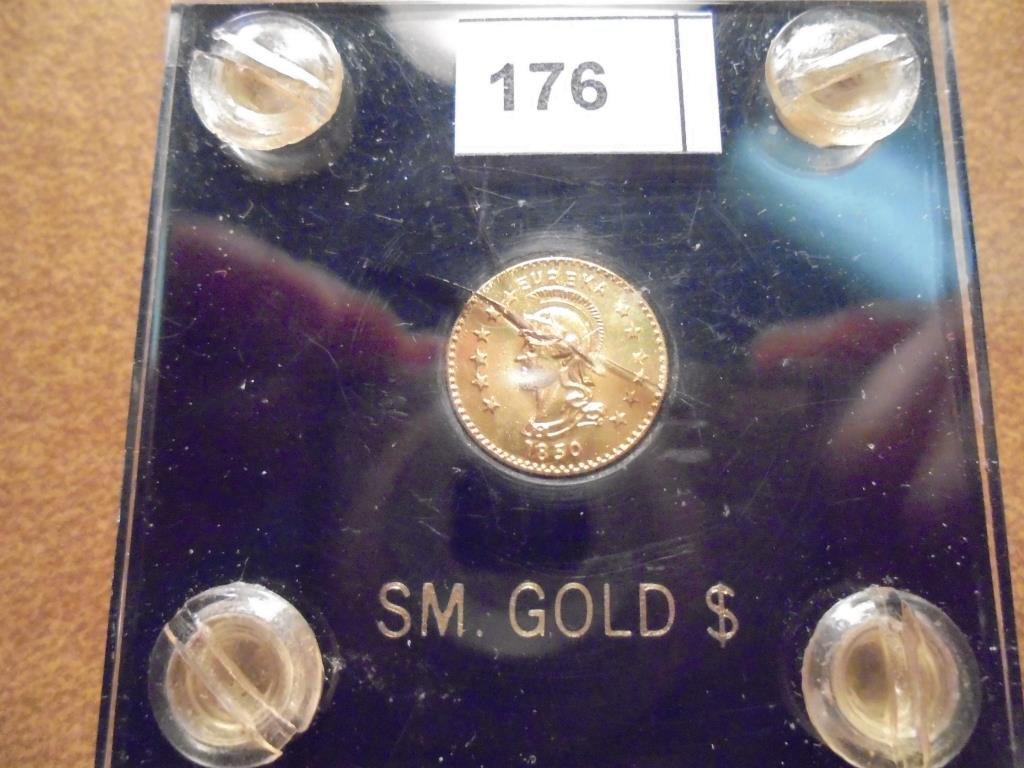 176
EUREKA
1850
SM. GOLD $